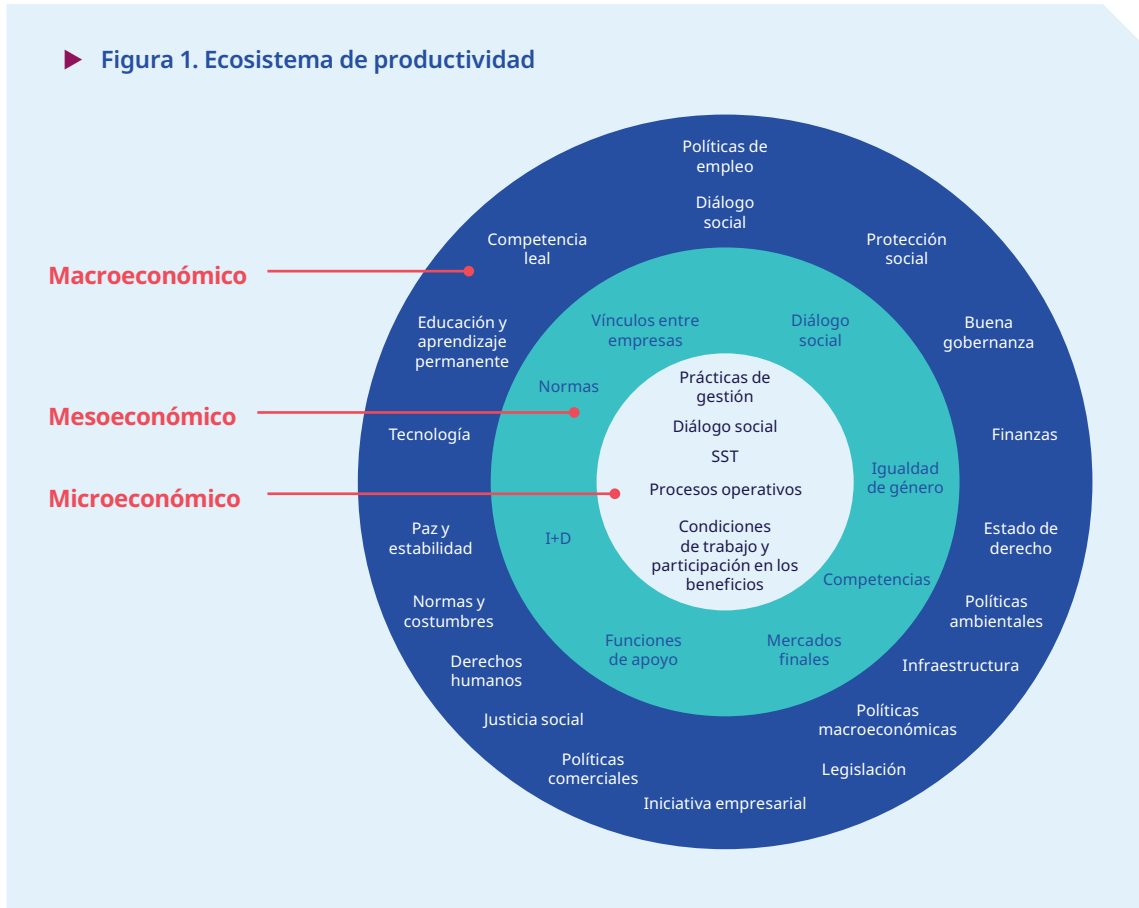 Figura 1. Ecosistema de productividad
Macroeconómico
Mesoeconómico
Microeconómico
Políticas de
empleo
Diálogo
social
Protección
social
Buena
gobernanza
Finanzas
Estado de
derecho
Políticas
ambientales
Infraestructura
Políticas
macroeconómicas
Legislación
Iniciativa empresarial
Políticas
comerciales
Justicia social
Derechos
humanos
Normas y
costumbres
Paz y
estabilidad
Tecnología
Educación y
aprendizaje
permanente
Competencia
leal
Vínculos entre
empresas
Diálogo
social
Igualdad
de género
Competencias
Mercados
finales
Funciones
de apoyo
I+D
Normas
Prácticas de
gestión
Diálogo social
SST
Procesos operativos
Condiciones
de trabajo y
participación en los
beneficios